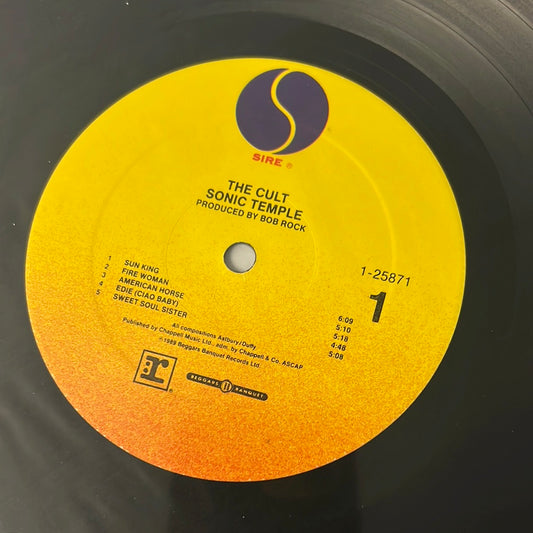 SIRE ®
THE CULT
SONIC TEMPLE
PRODUCED BY BOB ROCK
1-25871
1
1 SUN KING 6:09
2 FIRE WOMAN 5:10
3 AMERICAN HORSE 5:18
4 EDIE (CIAO BABY) 4:46
5 SWEET SOUL SISTER 5:08
All compositions Astbury/Duffy
Published by Chappell Music Ltd., adm. by Chappell & Co. ASCAP
℗1989 Beggars Banquet Records Ltd.
r ®
BEGGARS BANQUET